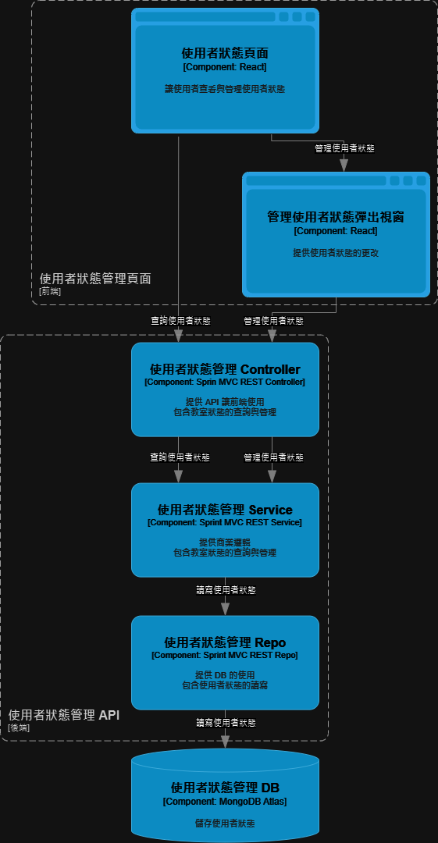 使用者狀態頁面
[Component: React]
讓使用者查看與管理使用者狀態
管理使用者狀態
管理使用者狀態彈出視窗
[Component: React]
提供使用者狀態的更改
使用者狀態管理頁面
[前端]
查詢使用者狀態
管理使用者狀態
使用者狀態管理 Controller
[Component: Sprin MVC REST Controller]
提供 API 讓前端使用
包含教室狀態的查詢與管理
查詢使用者狀態
管理使用者狀態
使用者狀態管理 Service
[Component: Sprint MVC REST Service]
提供商業邏輯
包含教室狀態的查詢與管理
讀寫使用者狀態
使用者狀態管理 Repo
[Component: Sprint MVC REST Repo]
提供 DB 的使用
包含使用者狀態的讀寫
使用者狀態管理 API
[後端]
讀寫使用者狀態
使用者狀態管理 DB
[Component: MongoDB Atlas]
儲存使用者狀態